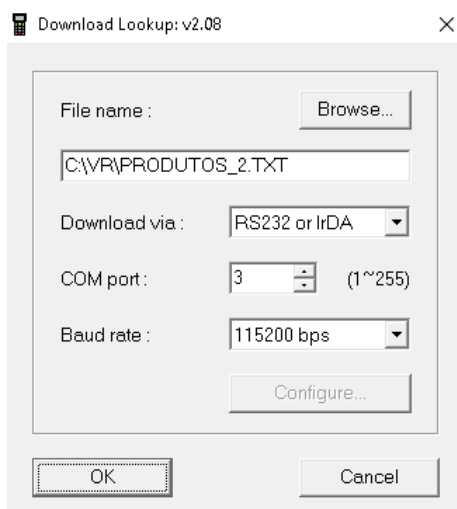 Download Lookup: v2.08
File name : Browse...
C:\VR\PRODUTOS_2.TXT
Download via : RS232 or IrDA
COM port : 3 (1~255)
Baud rate : 115200 bps
Configure...
OK Cancel